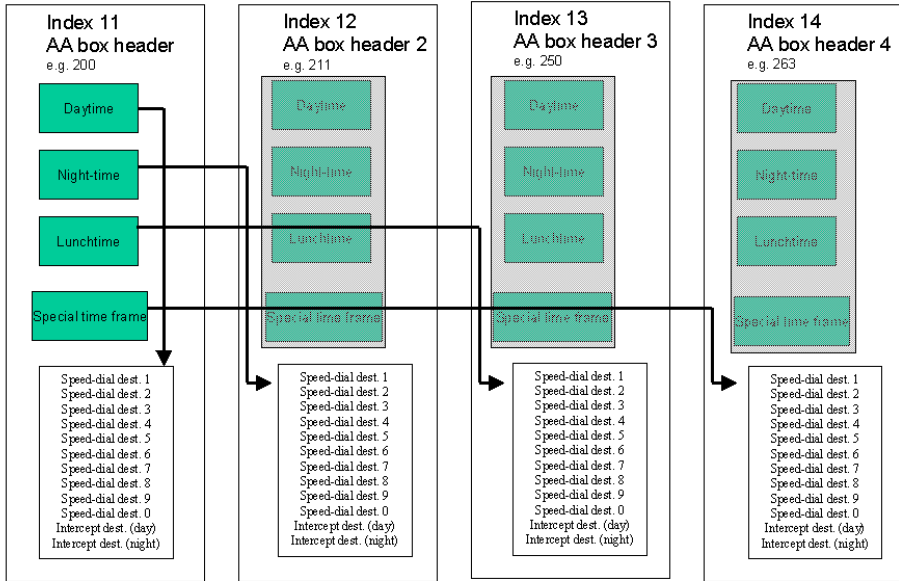 Index 11
AA box header
e.g. 200
Daytime
Night-time
Lunchtime
Special time frame
Speed-dial dest. 1
Speed-dial dest. 2
Speed-dial dest. 3
Speed-dial dest. 4
Speed-dial dest. 5
Speed-dial dest. 6
Speed-dial dest. 7
Speed-dial dest. 8
Speed-dial dest. 9
Speed-dial dest. 0
Intercept dest. (day)
Intercept dest. (night)
Index 12
AA box header 2
e.g. 211
Daytime
Night-time
Lunchtime
Special time frame
Speed-dial dest. 1
Speed-dial dest. 2
Speed-dial dest. 3
Speed-dial dest. 4
Speed-dial dest. 5
Speed-dial dest. 6
Speed-dial dest. 7
Speed-dial dest. 8
Speed-dial dest. 9
Speed-dial dest. 0
Intercept dest. (day)
Intercept dest. (night)
Index 13
AA box header 3
e.g. 250
Daytime
Night-time
Lunchtime
Special time frame
Speed-dial dest. 1
Speed-dial dest. 2
Speed-dial dest. 3
Speed-dial dest. 4
Speed-dial dest. 5
Speed-dial dest. 6
Speed-dial dest. 7
Speed-dial dest. 8
Speed-dial dest. 9
Speed-dial dest. 0
Intercept dest. (day)
Intercept dest. (night)
Index 14
AA box header 4
e.g. 263
Daytime
Night-time
Lunchtime
Special time frame
Speed-dial dest. 1
Speed-dial dest. 2
Speed-dial dest. 3
Speed-dial dest. 4
Speed-dial dest. 5
Speed-dial dest. 6
Speed-dial dest. 7
Speed-dial dest. 8
Speed-dial dest. 9
Speed-dial dest. 0
Intercept dest. (day)
Intercept dest. (night)